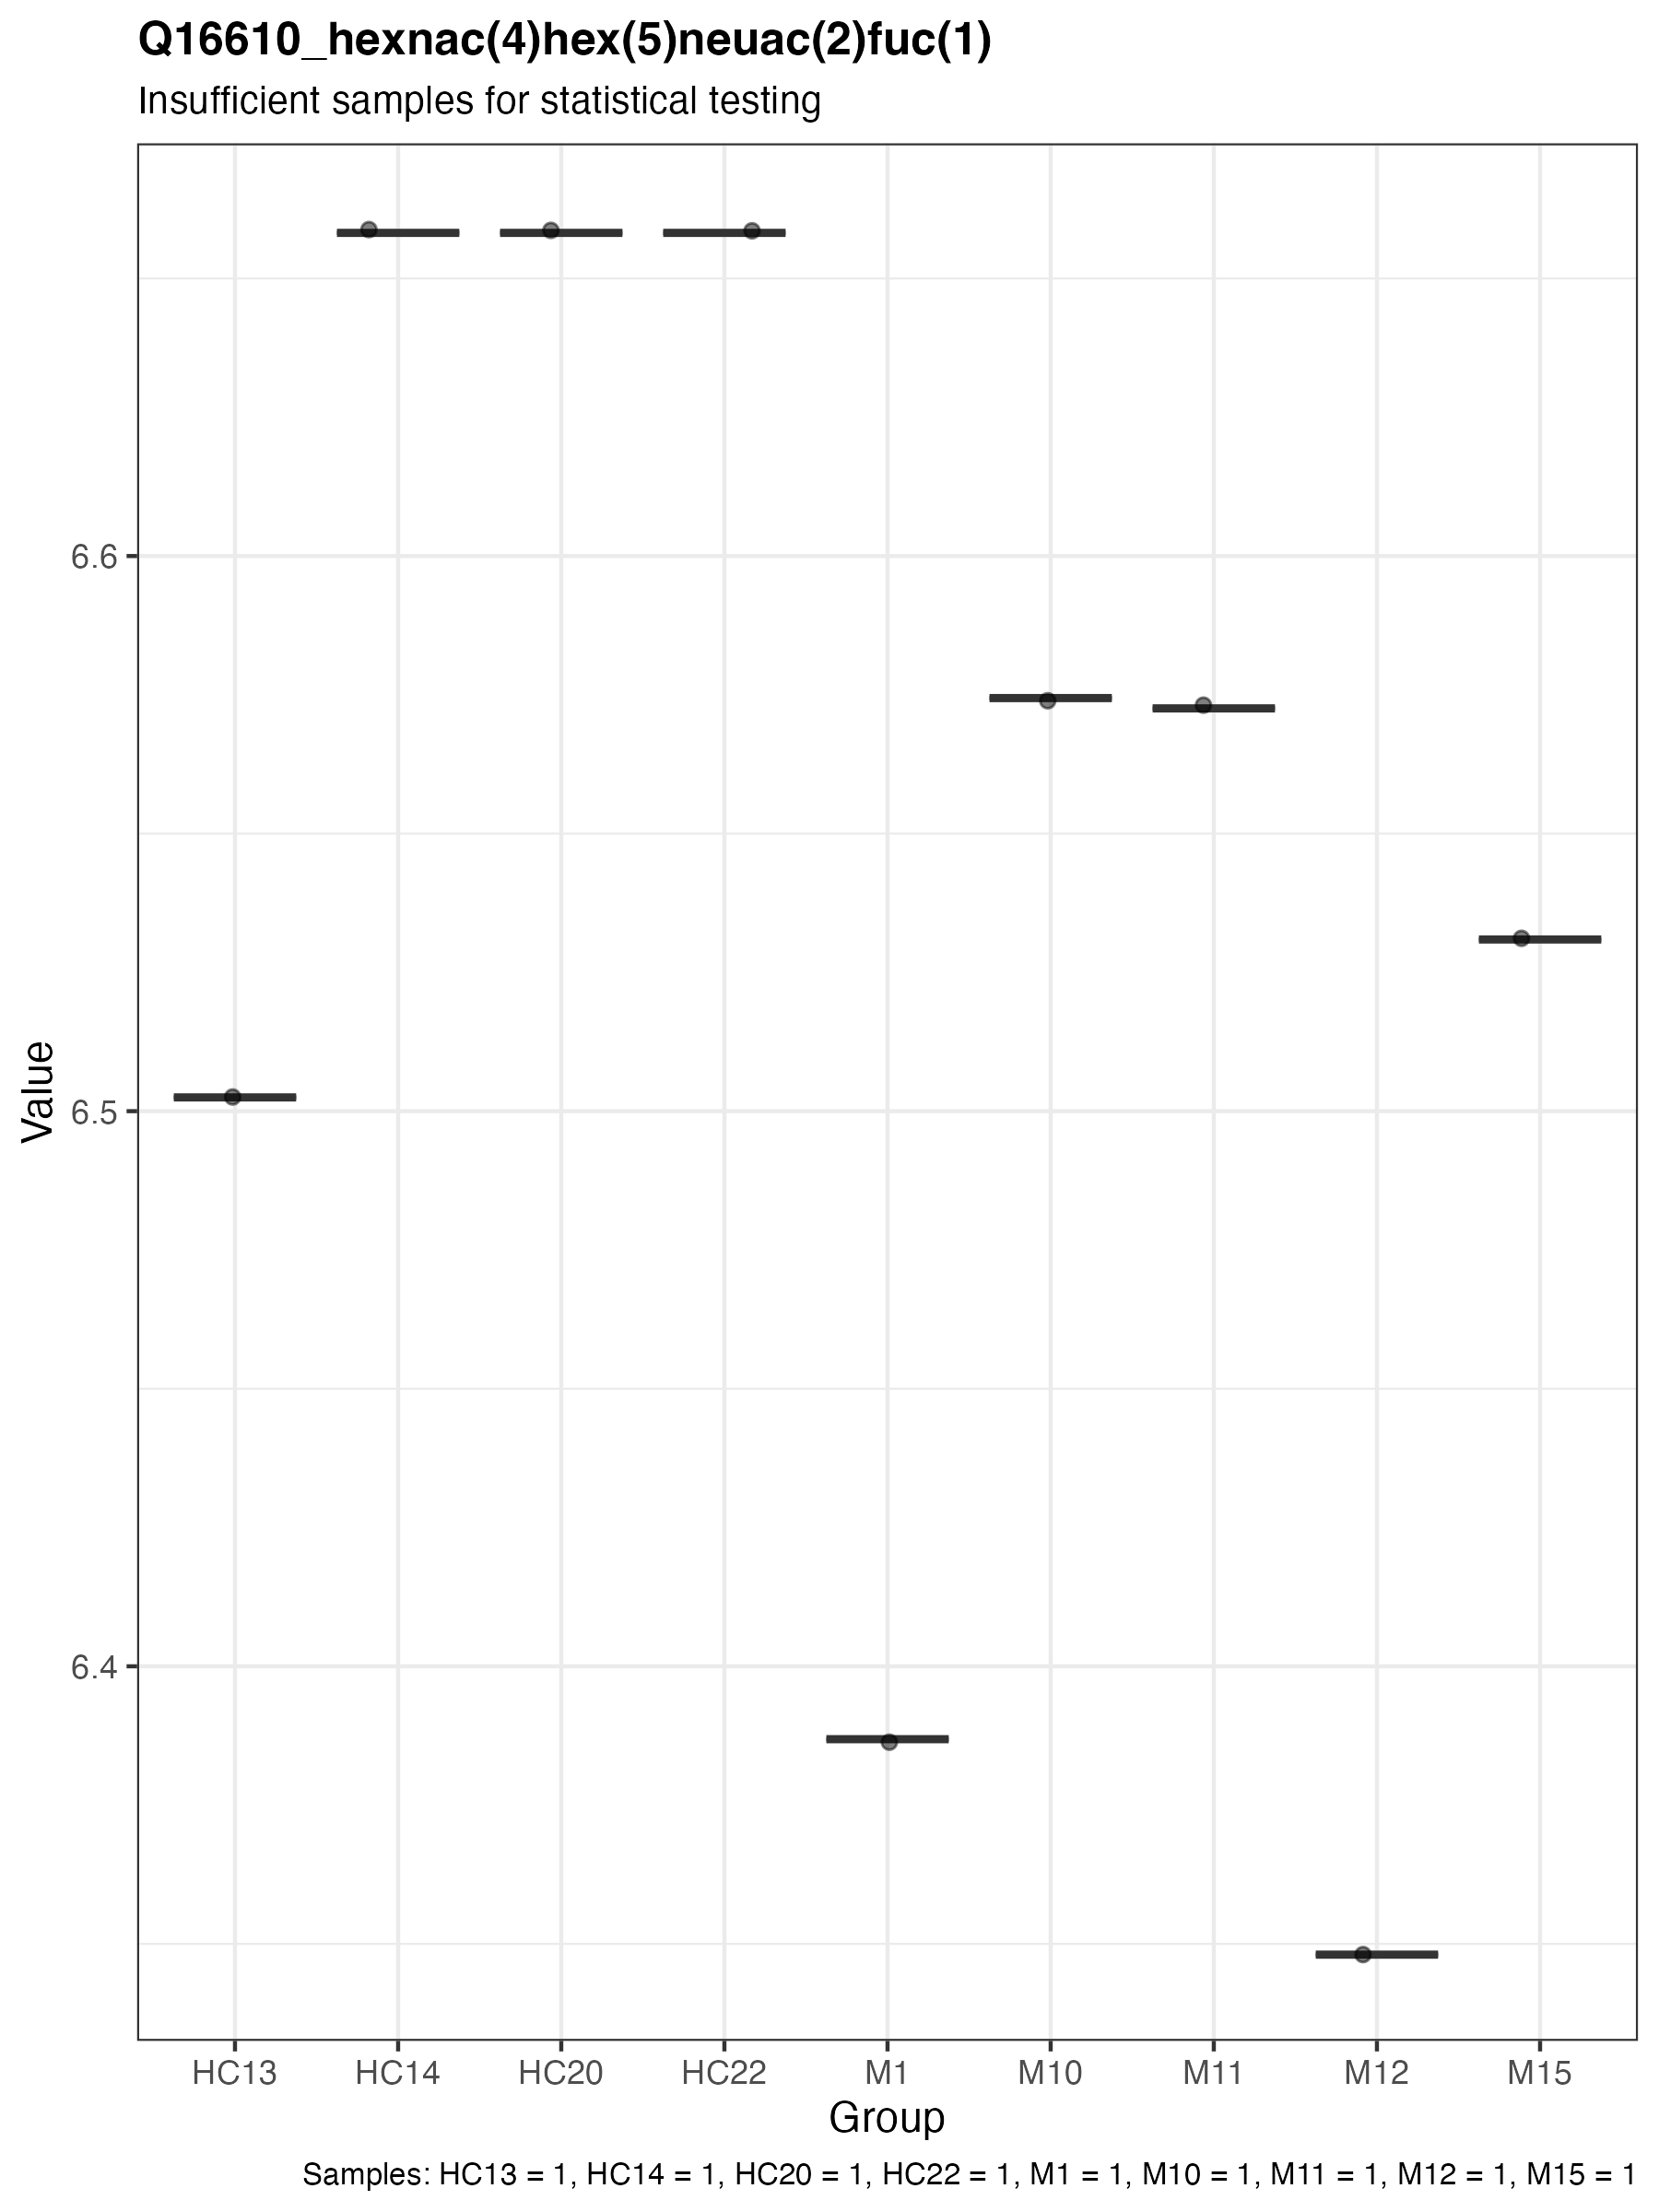 Q16610_hexnac(4)hex(5)neuac(2)fuc(1)
Insufficient samples for statistical testing
6.6
6.5
6.4
Value
HC13 HC14 HC20 HC22 M1 M10 M11 M12 M15
Group
Samples: HC13 = 1, HC14 = 1, HC20 = 1, HC22 = 1, M1 = 1, M10 = 1, M11 = 1, M12 = 1, M15 = 1